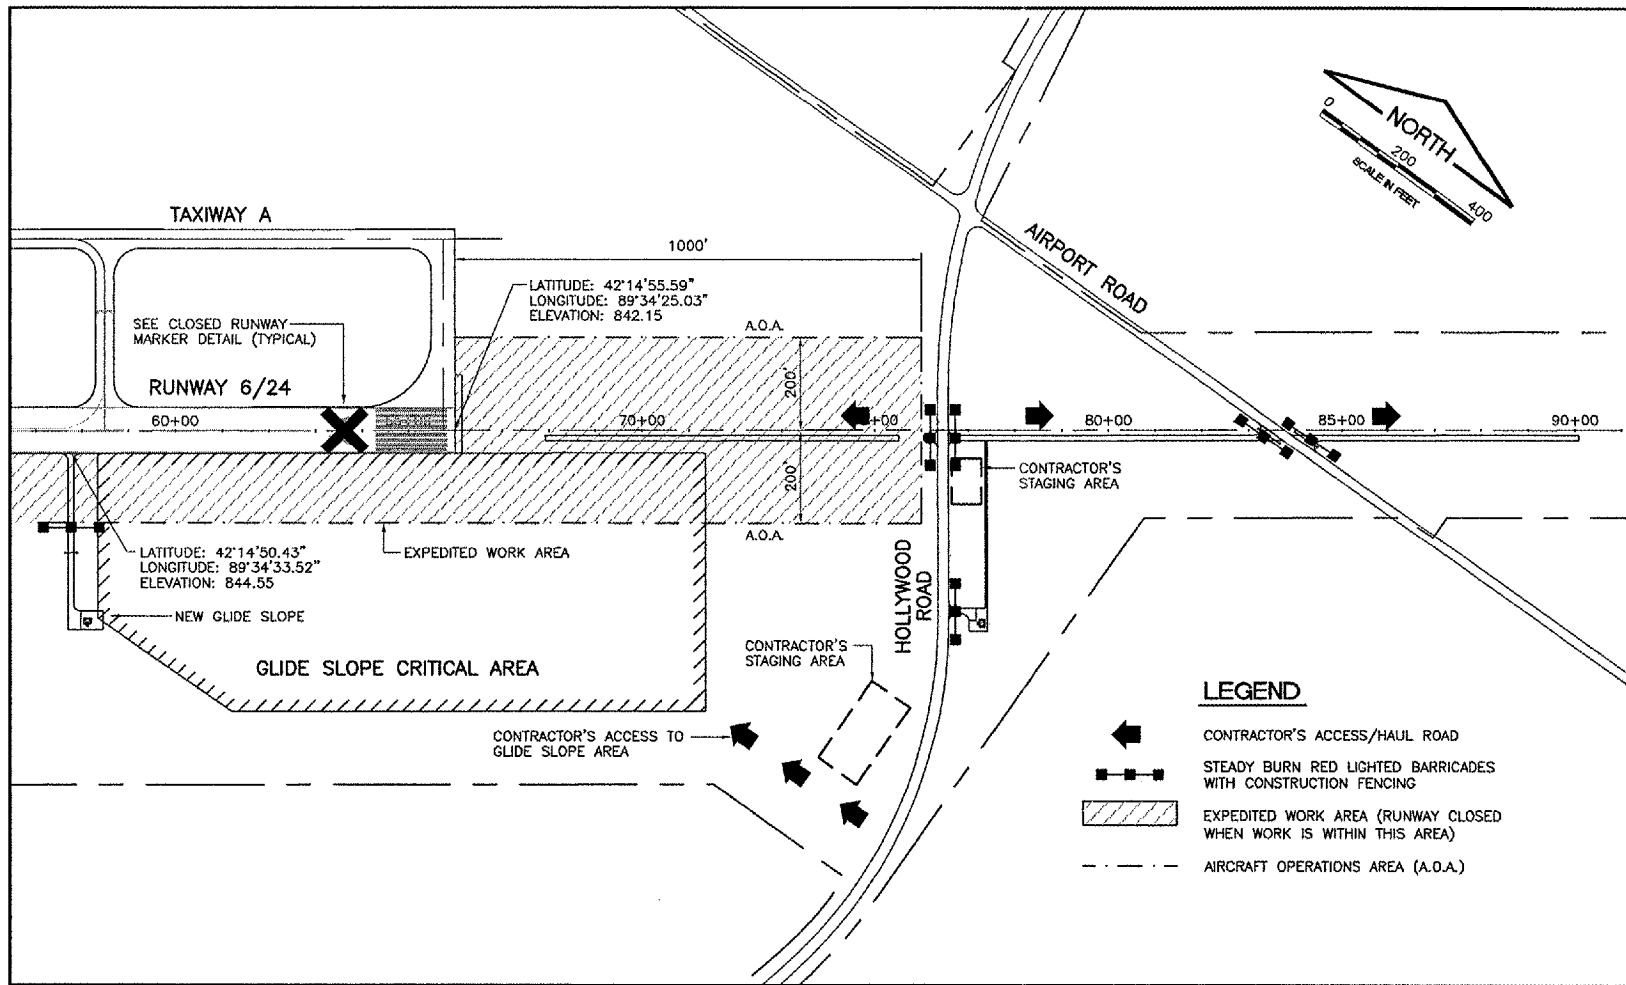 NORTH
0
200
400
SCALE IN FEET
TAXIWAY A
1000'
AIRPORT ROAD
LATITUDE: 42°14'55.59"
LONGITUDE: 89°34'25.03"
ELEVATION: 842.15
SEE CLOSED RUNWAY
MARKER DETAIL (TYPICAL)
A.O.A.
RUNWAY 6/24
200'
60+00
70+00
+00
80+00
85+00
90+00
200'
CONTRACTOR'S
STAGING AREA
A.O.A.
EXPEDITED WORK AREA
LATITUDE: 42°14'50.43"
LONGITUDE: 89°34'33.52"
ELEVATION: 844.55
NEW GLIDE SLOPE
HOLLYWOOD
ROAD
GLIDE SLOPE CRITICAL AREA
CONTRACTOR'S
STAGING AREA
CONTRACTOR'S ACCESS TO
GLIDE SLOPE AREA
LEGEND
CONTRACTOR'S ACCESS/HAUL ROAD
STEADY BURN RED LIGHTED BARRICADES
WITH CONSTRUCTION FENCING
EXPEDITED WORK AREA (RUNWAY CLOSED
WHEN WORK IS WITHIN THIS AREA)
AIRCRAFT OPERATIONS AREA (A.O.A.)